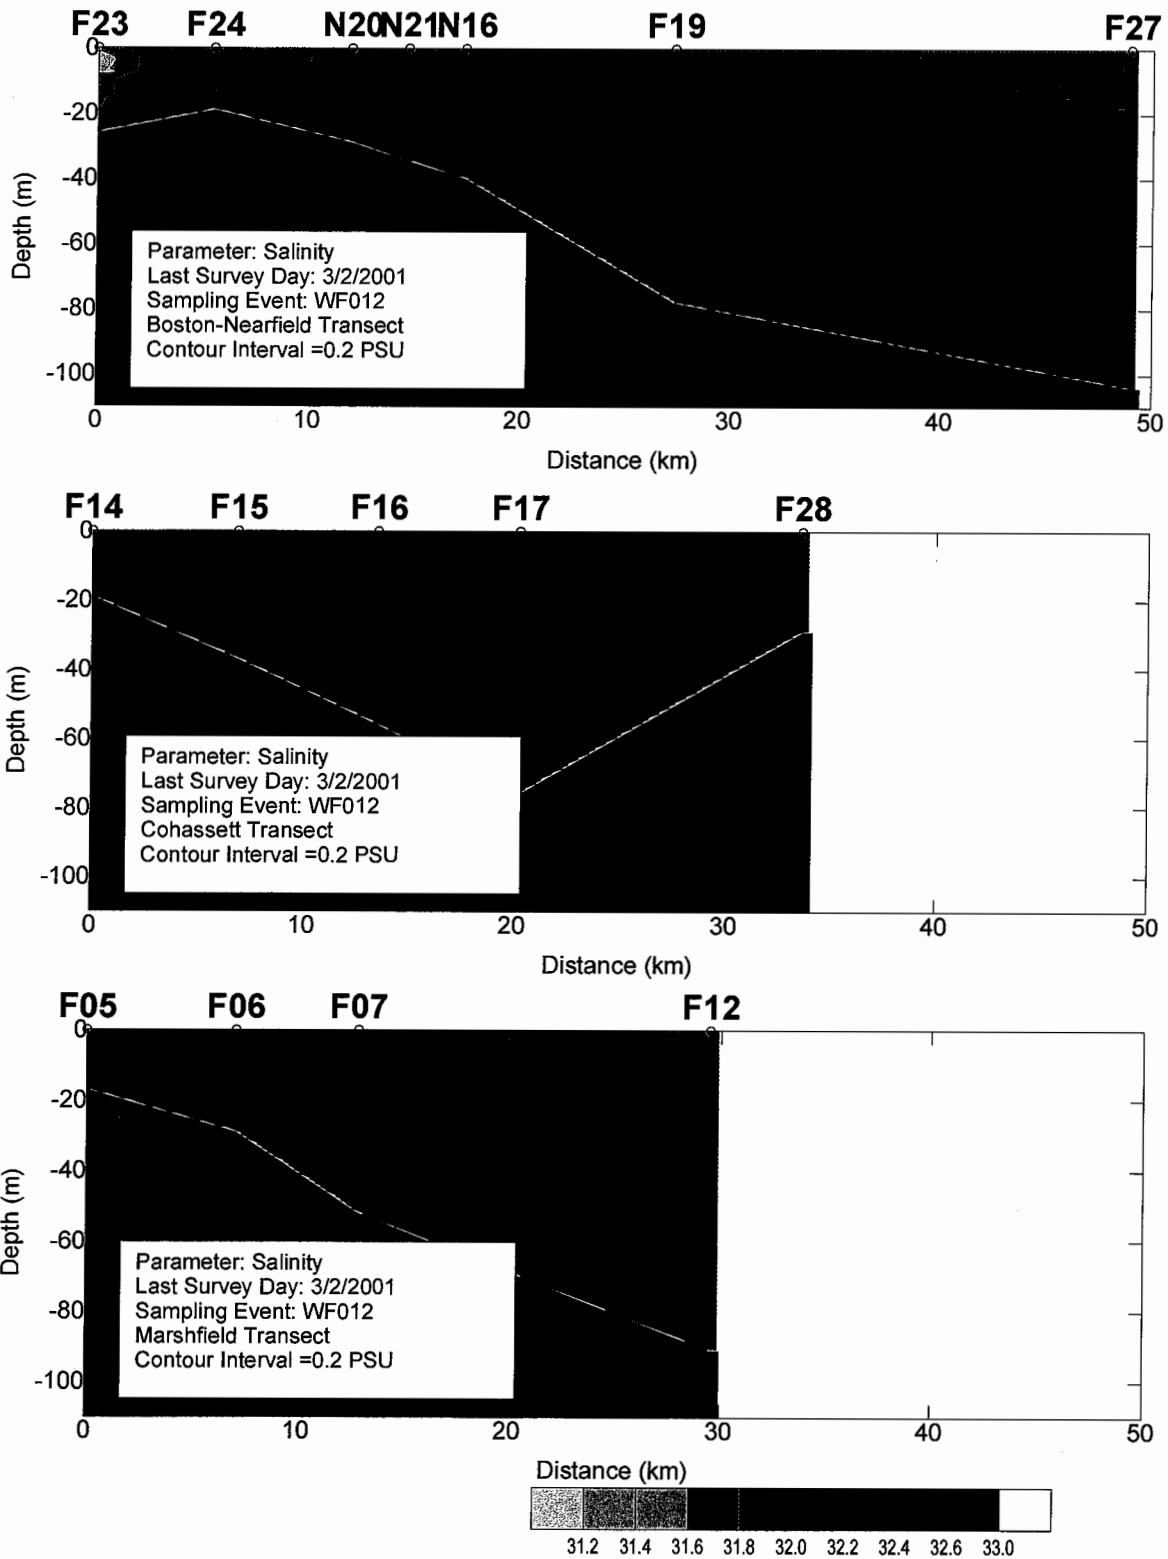 F23 F24 N20 N21 N16 F19 F27
0
-20
-40
-60
-80
-100
Depth (m)
Parameter: Salinity
Last Survey Day: 3/2/2001
Sampling Event: WF012
Boston-Nearfield Transect
Contour Interval =0.2 PSU
0 10 20 30 40 50
Distance (km)
F14 F15 F16 F17 F28
0
-20
-40
-60
-80
-100
Depth (m)
Parameter: Salinity
Last Survey Day: 3/2/2001
Sampling Event: WF012
Cohassett Transect
Contour Interval =0.2 PSU
0 10 20 30 40 50
Distance (km)
F05 F06 F07 F12
0
-20
-40
-60
-80
-100
Depth (m)
Parameter: Salinity
Last Survey Day: 3/2/2001
Sampling Event: WF012
Marshfield Transect
Contour Interval =0.2 PSU
0 10 20 30 40 50
Distance (km)
31.2 31.4 31.6 31.8 32.0 32.2 32.4 32.6 33.0